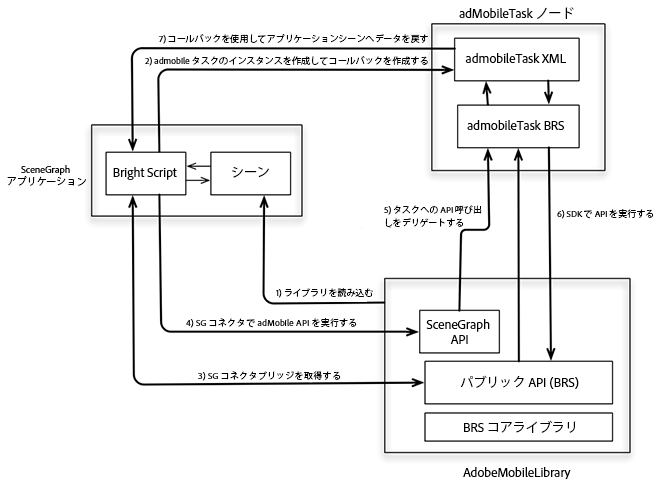 adMobileTask ノード
7) コールバックを使用してアプリケーションシーンへデータを戻す
2) admobile タスクのインスタンスを作成してコールバックを作成する
admobileTask XML
admobileTask BRS
SceneGraph
アプリケーション
Bright Script
シーン
5) タスクへの API 呼び出
しをデリゲートする
6) SDK で API を実行する
1) ライブラリを読み込む
4) SG コネクタで adMobile API を実行する
SceneGraph
API
3) SG コネクタブリッジを取得する
パブリック API (BRS)
BRS コアライブラリ
AdobeMobileLibrary